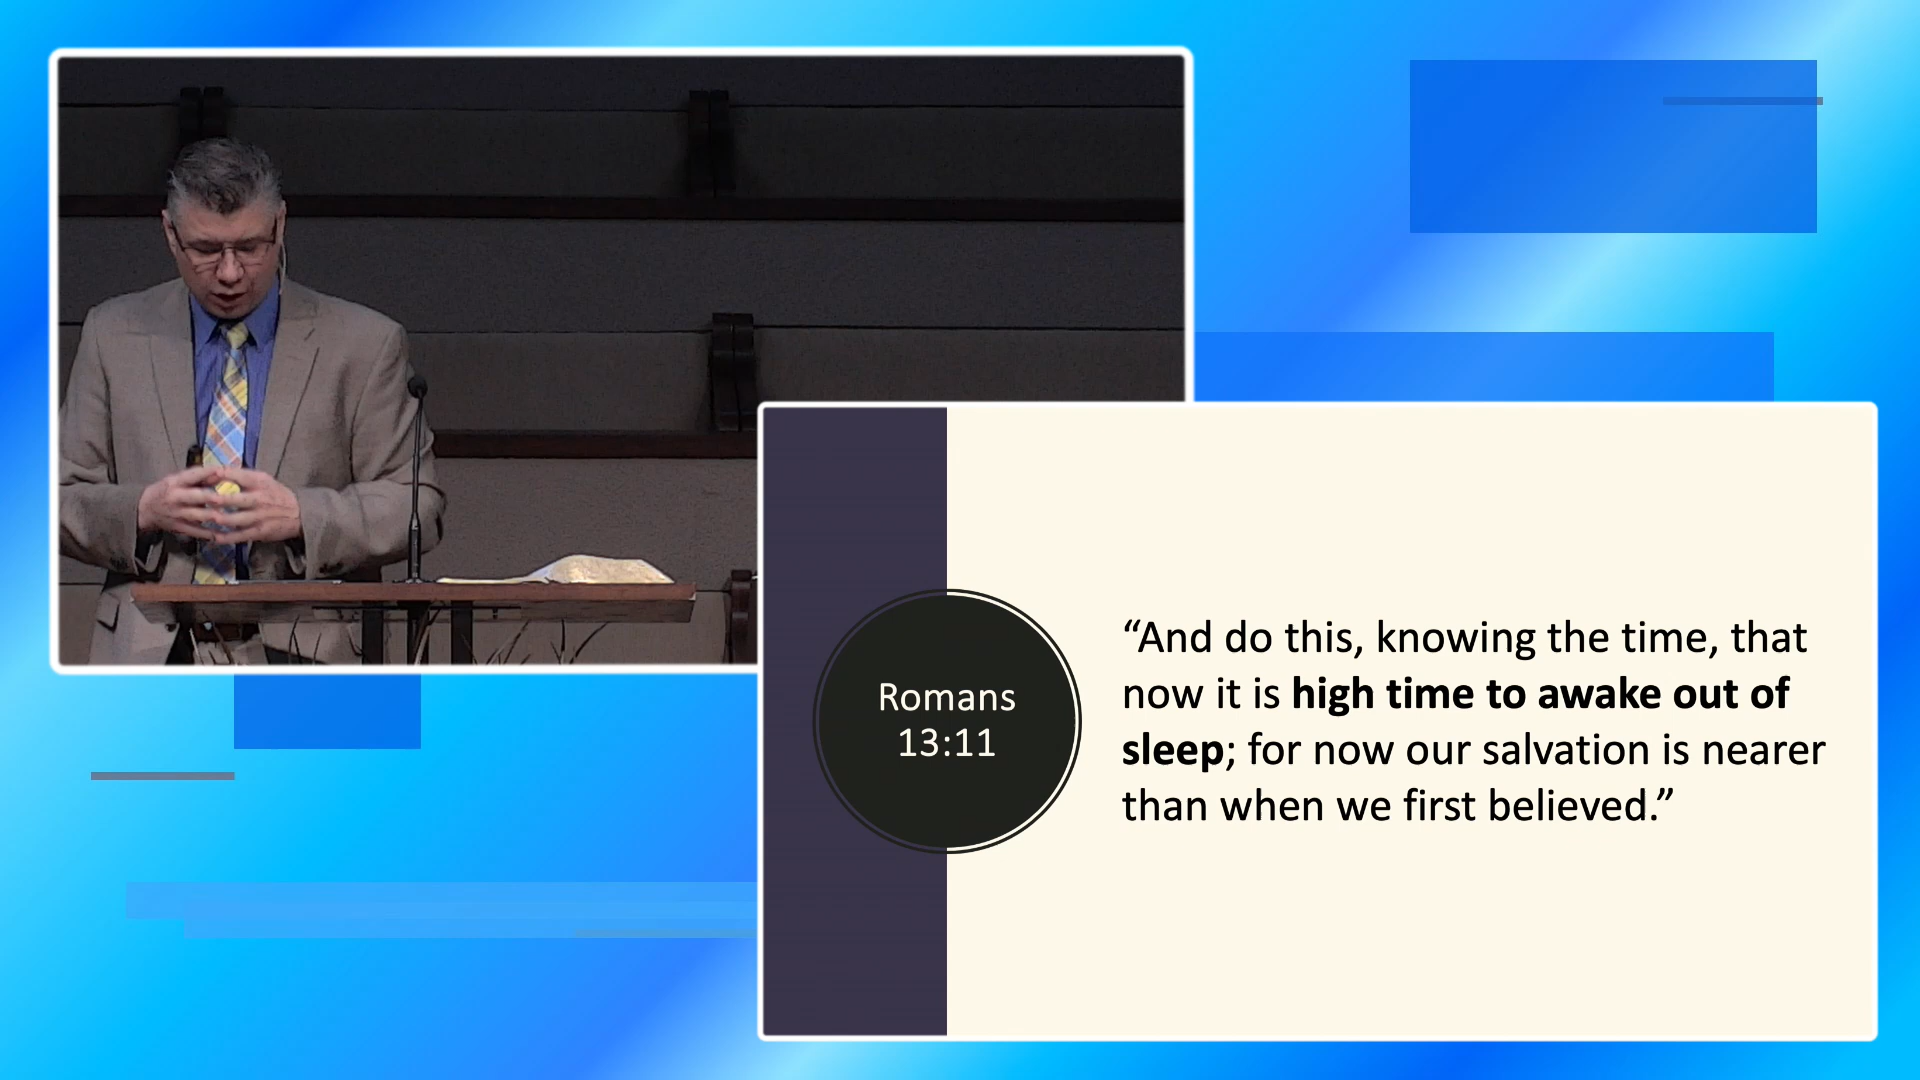 Romans
13:11
“And do this, knowing the time, that
now it is high time to awake out of
sleep; for now our salvation is nearer
than when we first believed.”